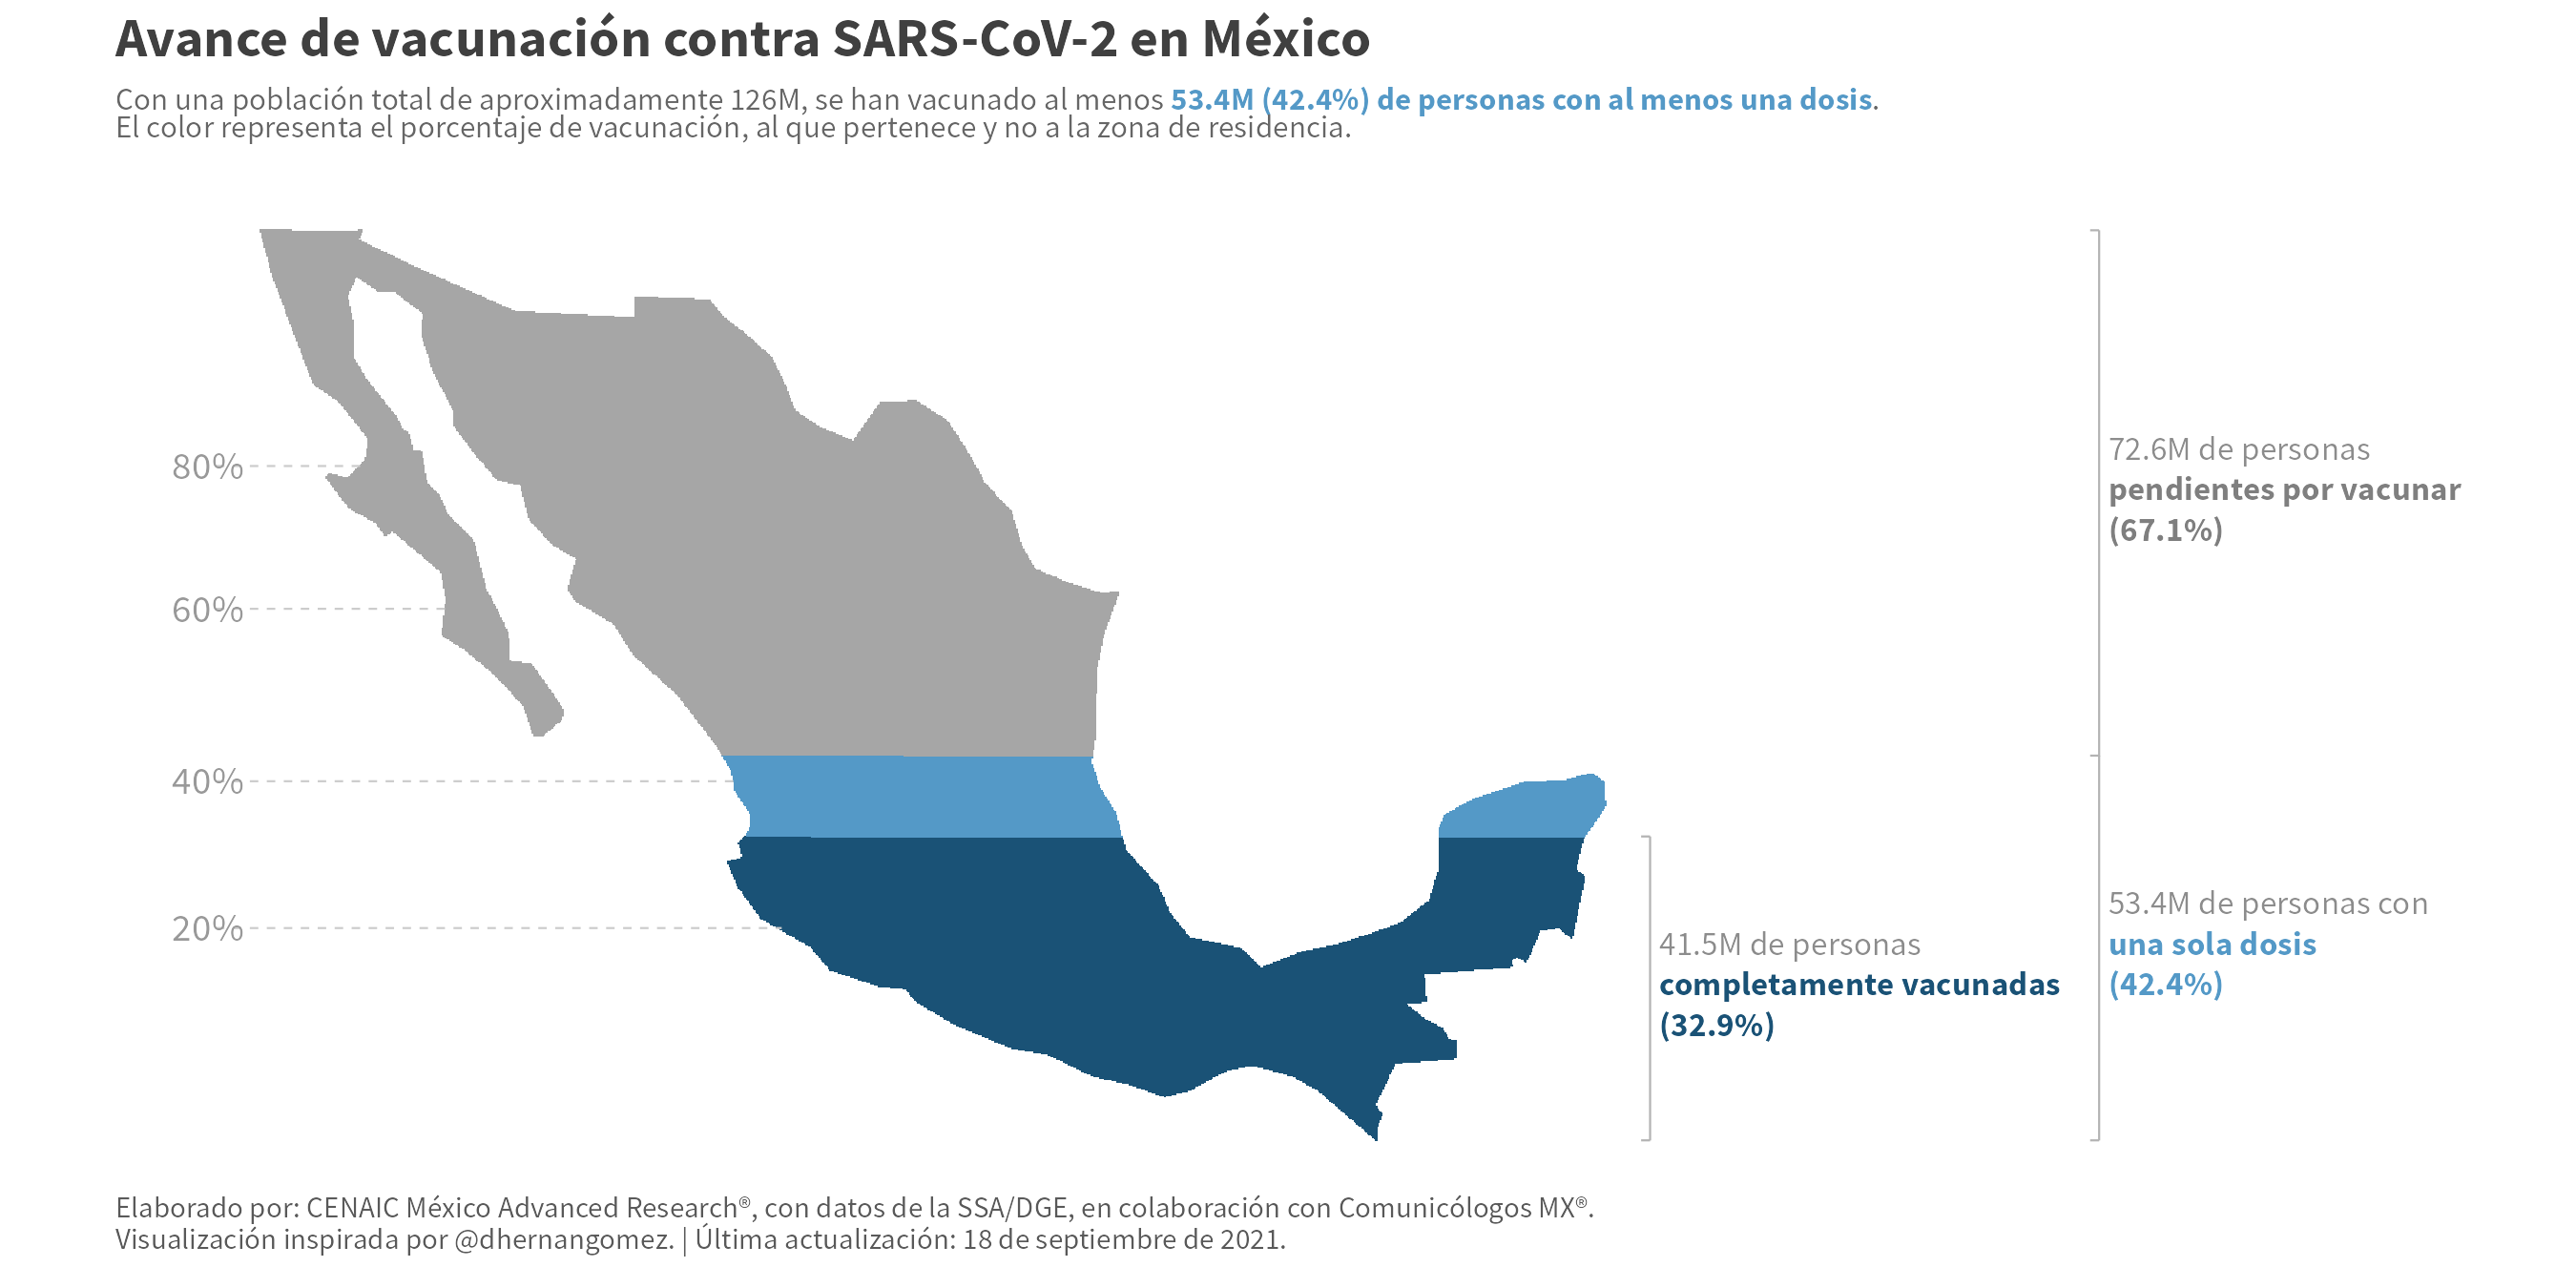 Avance de vacunación contra SARS-CoV-2 en México
Con una población total de aproximadamente 126M, se han vacunado al menos 53.4M (42.4%) de personas con al menos una dosis.
El color representa el porcentaje de vacunación, al que pertenece y no a la zona de residencia.
80%
60%
40%
20%
72.6M de personas
pendientes por vacunar
(67.1%)
41.5M de personas
completamente vacunadas
(32.9%)
53.4M de personas con
una sola dosis
(42.4%)
Elaborado por: CENAIC México Advanced Research®, con datos de la SSA/DGE, en colaboración con Comunicólogos MX®.
Visualización inspirada por @dhernangomez. | Última actualización: 18 de septiembre de 2021.